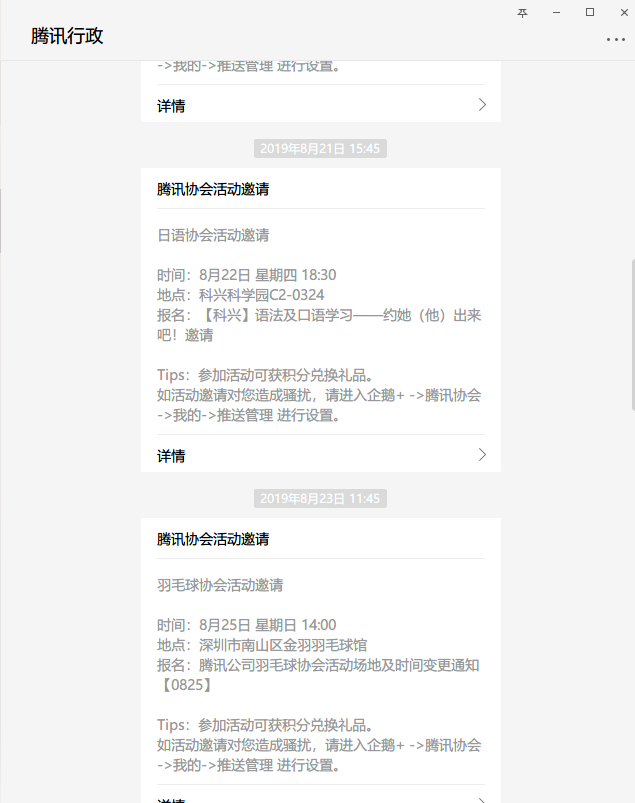 腾讯行政
->我的->推送管理 进行设置。
详情
2019年8月21日 15:45
腾讯协会活动邀请
日语协会活动邀请
时间：8月22日 星期四 18:30
地点：科兴科学园C2-0324
报名：【科兴】语法及口语学习——约她（他）出来
吧！邀请
Tips：参加活动可获积分兑换礼品。
如活动邀请对您造成骚扰，请进入企鹅+ ->腾讯协会
->我的->推送管理 进行设置。
详情
2019年8月23日 11:45
腾讯协会活动邀请
羽毛球协会活动邀请
时间：8月25日 星期日 14:00
地点：深圳市南山区金羽羽毛球馆
报名：腾讯公司羽毛球协会活动场地及时间变更通知
【0825】
Tips：参加活动可获积分兑换礼品。
如活动邀请对您造成骚扰，请进入企鹅+ ->腾讯协会
->我的->推送管理 进行设置。
详情